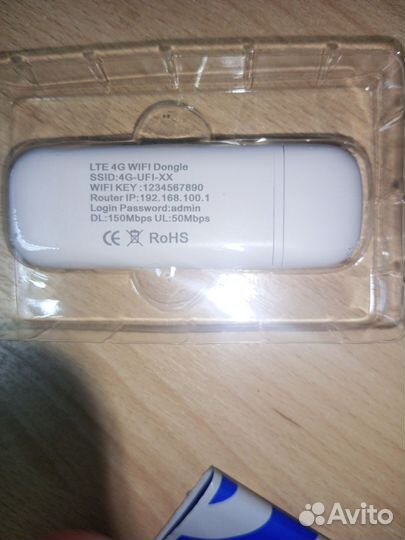 LTE 4G WIFI Dongle
SSID:4G-UFI-XX
WIFI KEY :1234567890
Router IP:192.168.100.1
Login Password:admin
DL:150Mbps UL:50Mbps
CE RoHS
Avito